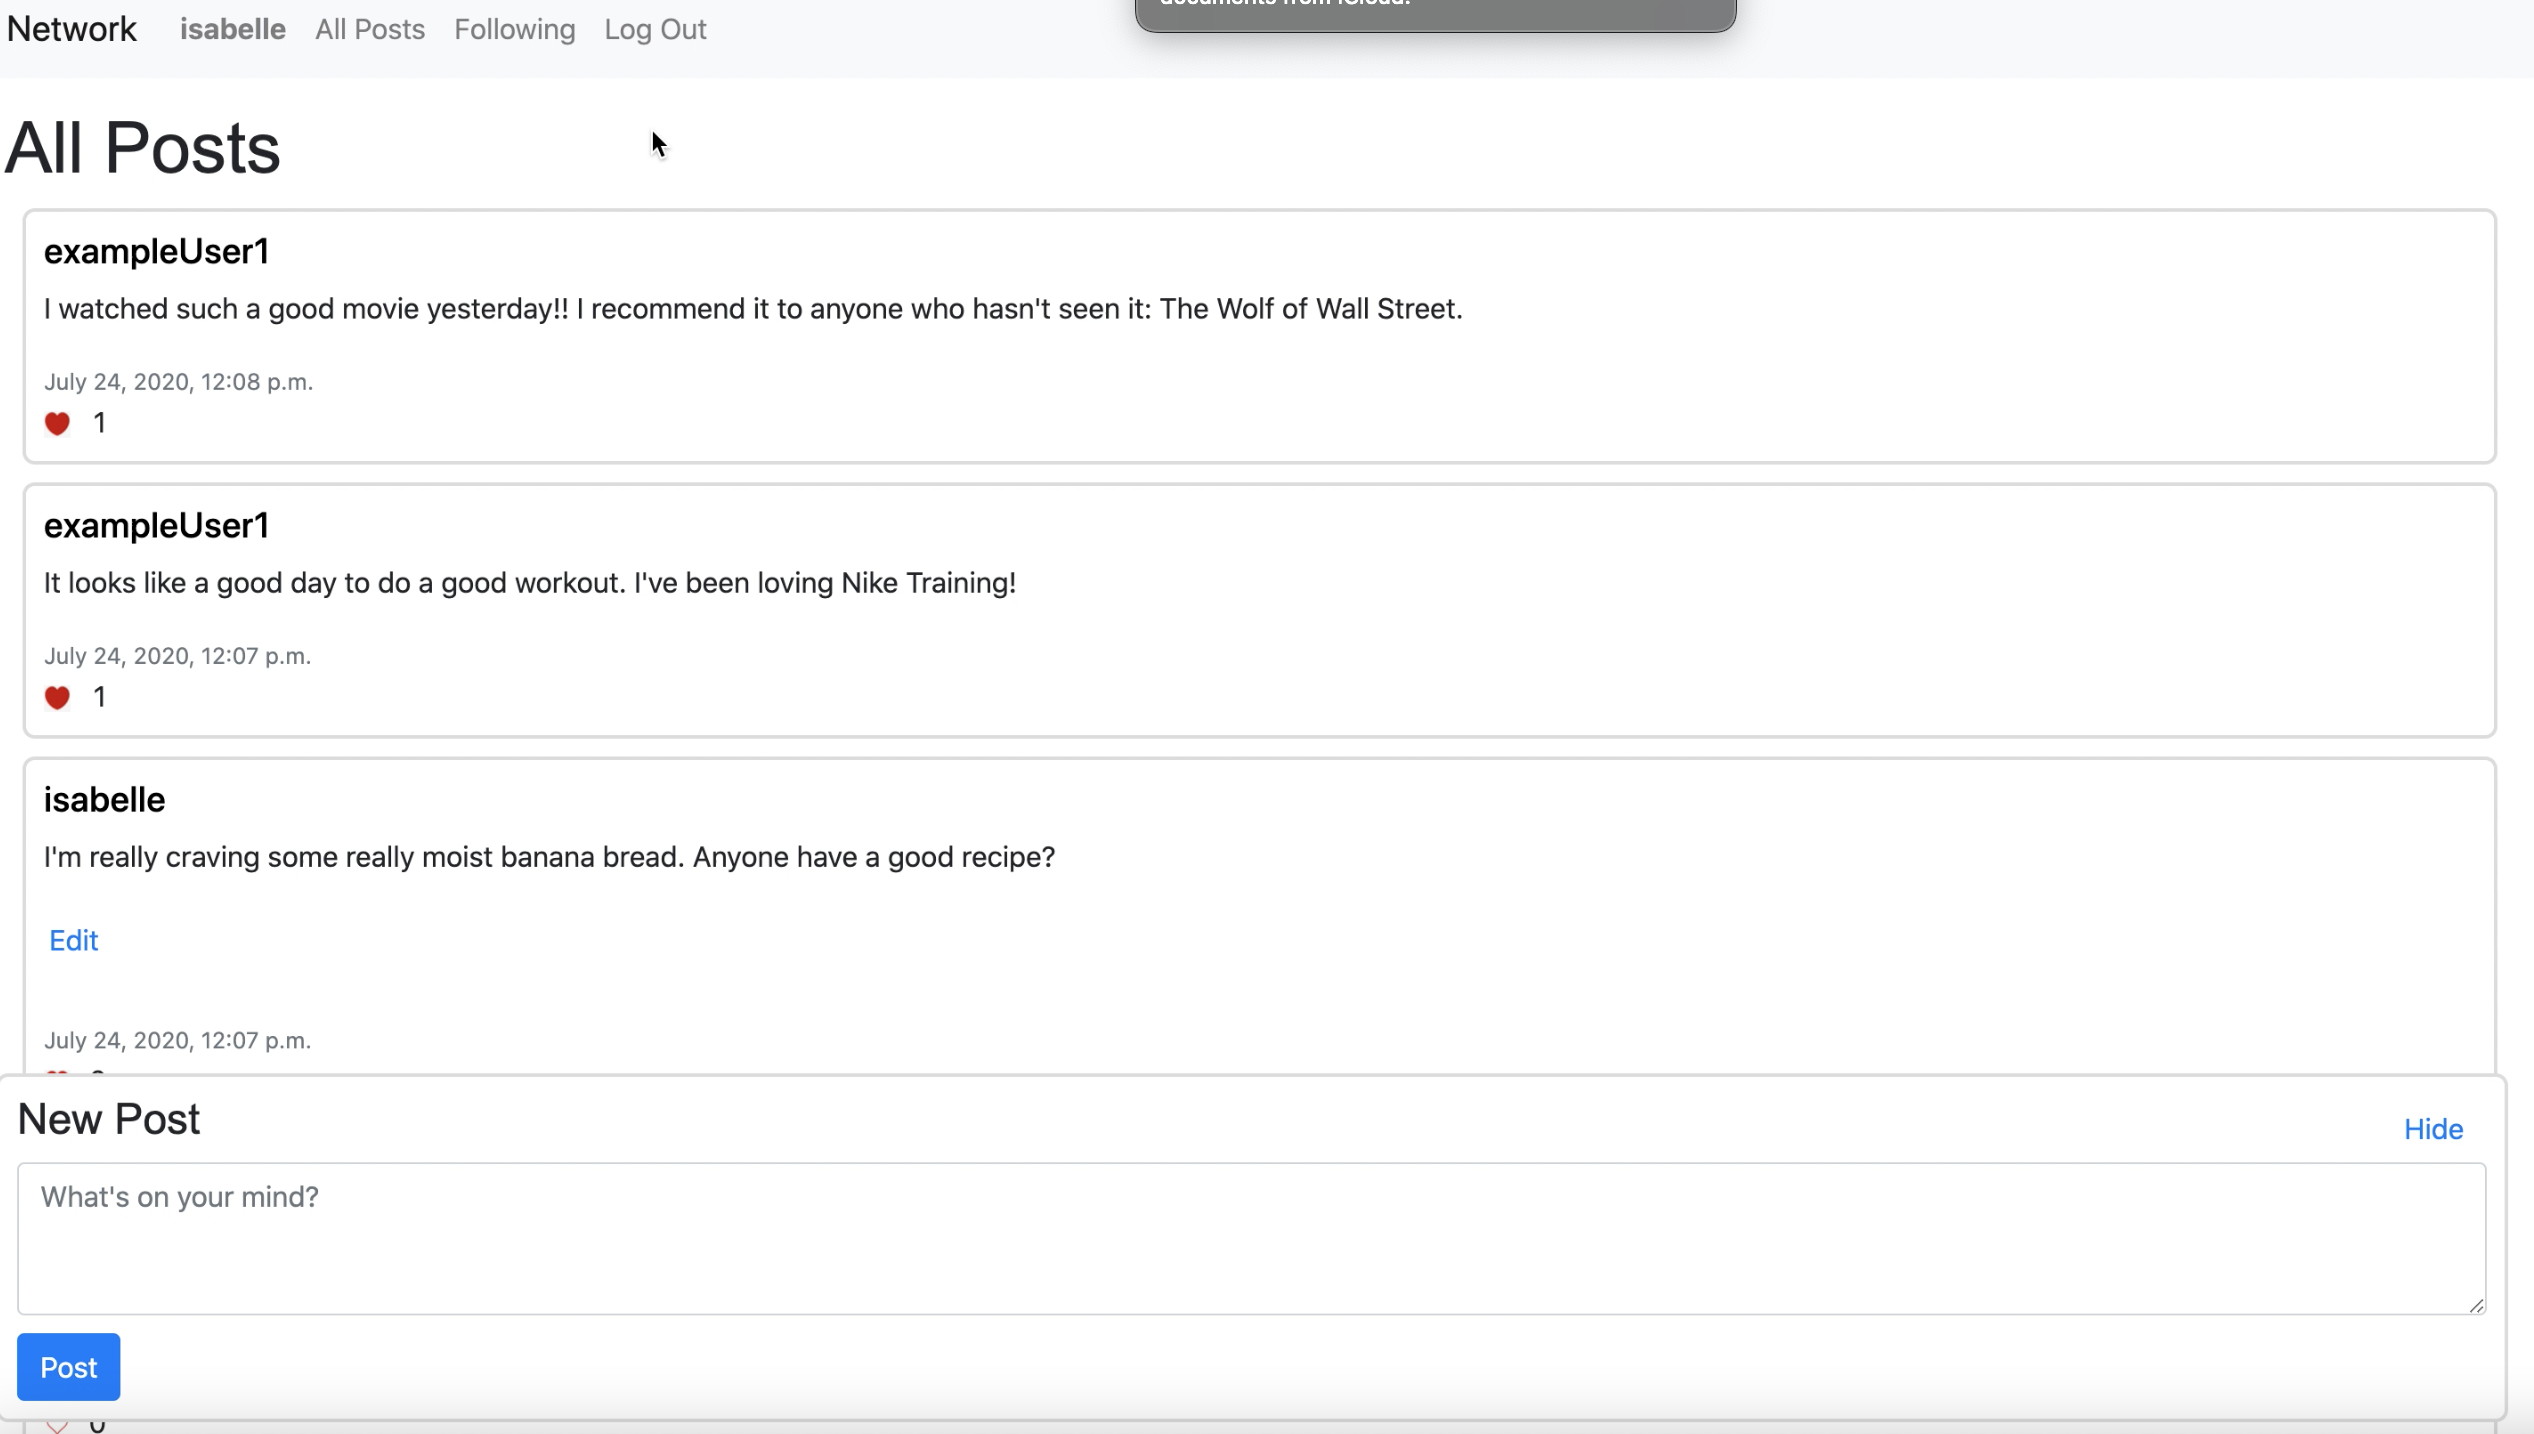 documents from iCloud.
Network isabelle All Posts Following Log Out
All Posts
exampleUser1
I watched such a good movie yesterday!! I recommend it to anyone who hasn't seen it: The Wolf of Wall Street.
July 24, 2020, 12:08 p.m.
1
exampleUser1
It looks like a good day to do a good workout. I've been loving Nike Training!
July 24, 2020, 12:07 p.m.
1
isabelle
I'm really craving some really moist banana bread. Anyone have a good recipe?
Edit
July 24, 2020, 12:07 p.m.
New Post
Hide
What's on your mind?
Post
0